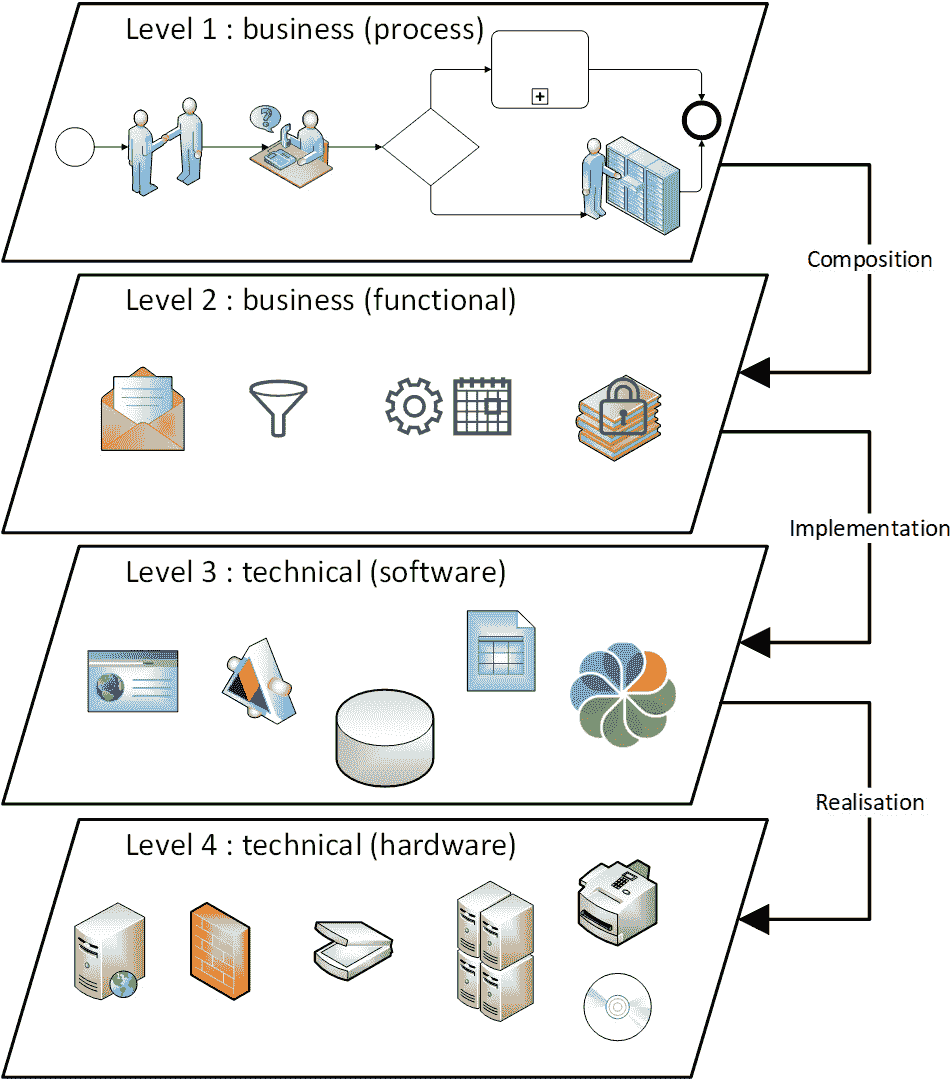 Level 1 : business (process)
?
Composition
Level 2 : business (functional)
Implementation
Level 3 : technical (software)
Realisation
Level 4 : technical (hardware)